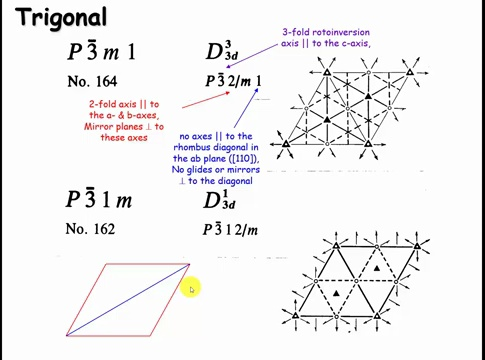 Trigonal
P 3̄ m 1
D³3d
No. 164
P 3̄ 2/m 1
3-fold rotoinversion
axis || to the c-axis,
2-fold axis || to
the a- & b-axes,
Mirror planes ⊥ to
these axes
no axes || to the
rhombus diagonal in
the ab plane ([110]),
No glides or mirrors
⊥ to the diagonal
P 3̄ 1 m
D¹3d
No. 162
P 3̄ 1 2/m